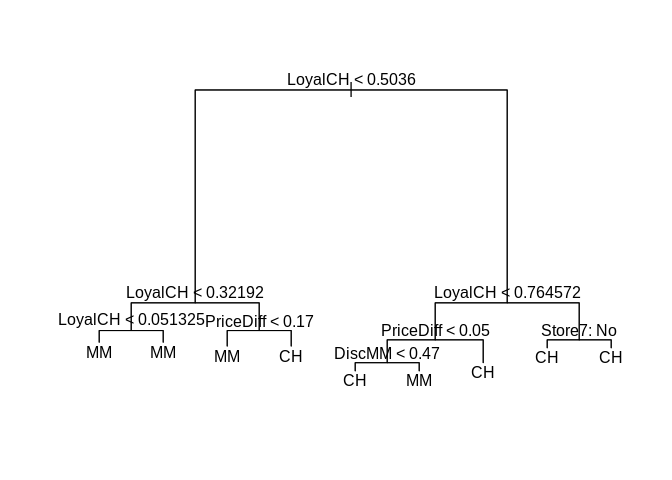 LoyalCH < 0.5036
LoyalCH < 0.32192
LoyalCH < 0.764572
LoyalCH < 0.051325
PriceDiff < 0.17
PriceDiff < 0.05
Store7: No
MM
MM
MM
CH
DiscMM < 0.47
CH
MM
CH
CH
CH